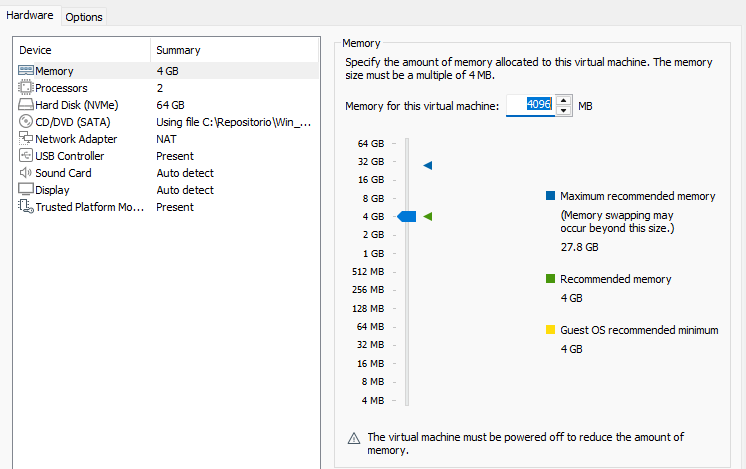 Hardware
Options
Device Summary
Memory 4 GB
Processors 2
Hard Disk (NVMe) 64 GB
CD/DVD (SATA) Using file C:\Repositorio\Win_...
Network Adapter NAT
USB Controller Present
Sound Card Auto detect
Display Auto detect
Trusted Platform Mo... Present
Memory
Specify the amount of memory allocated to this virtual machine. The memory
size must be a multiple of 4 MB.
Memory for this virtual machine: 4096 MB
64 GB
32 GB
16 GB
8 GB
4 GB
2 GB
1 GB
512 MB
256 MB
128 MB
64 MB
32 MB
16 MB
8 MB
4 MB
Maximum recommended memory
(Memory swapping may
occur beyond this size.)
27.8 GB
Recommended memory
4 GB
Guest OS recommended minimum
4 GB
The virtual machine must be powered off to reduce the amount of
memory.